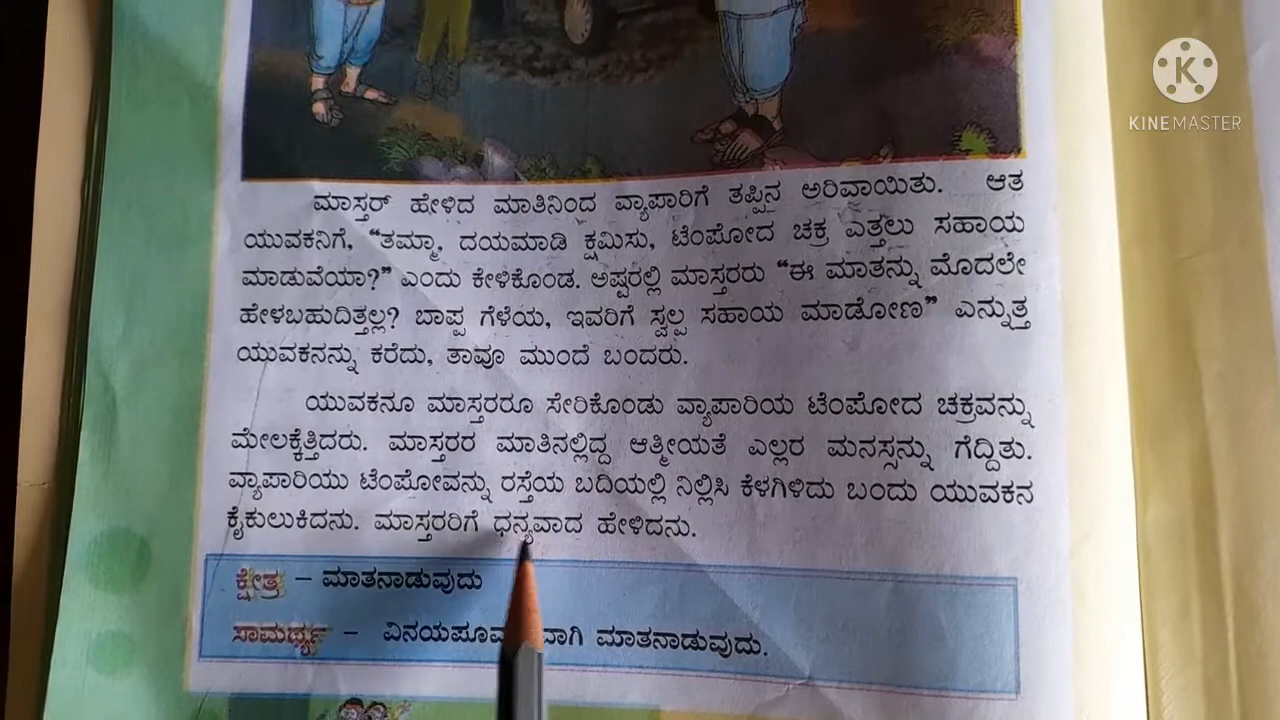 ಮಾಸ್ತರ್ ಹೇಳಿದ ಮಾತಿನಿಂದ ವ್ಯಾಪಾರಿಗೆ ತಪ್ಪಿನ ಅರಿವಾಯಿತು. ಆತ
ಯುವಕನಿಗೆ, “ತಮ್ಮಾ, ದಯಮಾಡಿ ಕ್ಷಮಿಸು, ಟೆಂಪೋದ ಚಕ್ರ ಎತ್ತಲು ಸಹಾಯ
ಮಾಡುವೆಯಾ?” ಎಂದು ಕೇಳಿಕೊಂಡ. ಅಷ್ಟರಲ್ಲಿ ಮಾಸ್ತರರು “ಈ ಮಾತನ್ನು ಮೊದಲೇ
ಹೇಳಬಹುದಿತ್ತಲ್ಲ? ಬಾಪ್ಪ ಗೆಳೆಯ, ಇವರಿಗೆ ಸ್ವಲ್ಪ ಸಹಾಯ ಮಾಡೋಣ” ಎನ್ನುತ್ತ
ಯುವಕನನ್ನು ಕರೆದು, ತಾವೂ ಮುಂದೆ ಬಂದರು.
ಯುವಕನೂ ಮಾಸ್ತರರೂ ಸೇರಿಕೊಂಡು ವ್ಯಾಪಾರಿಯ ಟೆಂಪೋದ ಚಕ್ರವನ್ನು
ಮೇಲಕ್ಕೆತ್ತಿದರು. ಮಾಸ್ತರರ ಮಾತಿನಲ್ಲಿದ್ದ ಆತ್ಮೀಯತೆ ಎಲ್ಲರ ಮನಸ್ಸನ್ನು ಗೆದ್ದಿತು.
ವ್ಯಾಪಾರಿಯು ಟೆಂಪೋವನ್ನು ರಸ್ತೆಯ ಬದಿಯಲ್ಲಿ ನಿಲ್ಲಿಸಿ ಕೆಳಗಿಳಿದು ಬಂದು ಯುವಕನ
ಕೈಕುಲುಕಿದನು. ಮಾಸ್ತರರಿಗೆ ಧನ್ಯವಾದ ಹೇಳಿದನು.
ಕ್ಷೇತ್ರ – ಮಾತನಾಡುವುದು
ಸಾಮರ್ಥ್ಯ – ಮಾತನಾಡುವುದು.
KINEMASTER